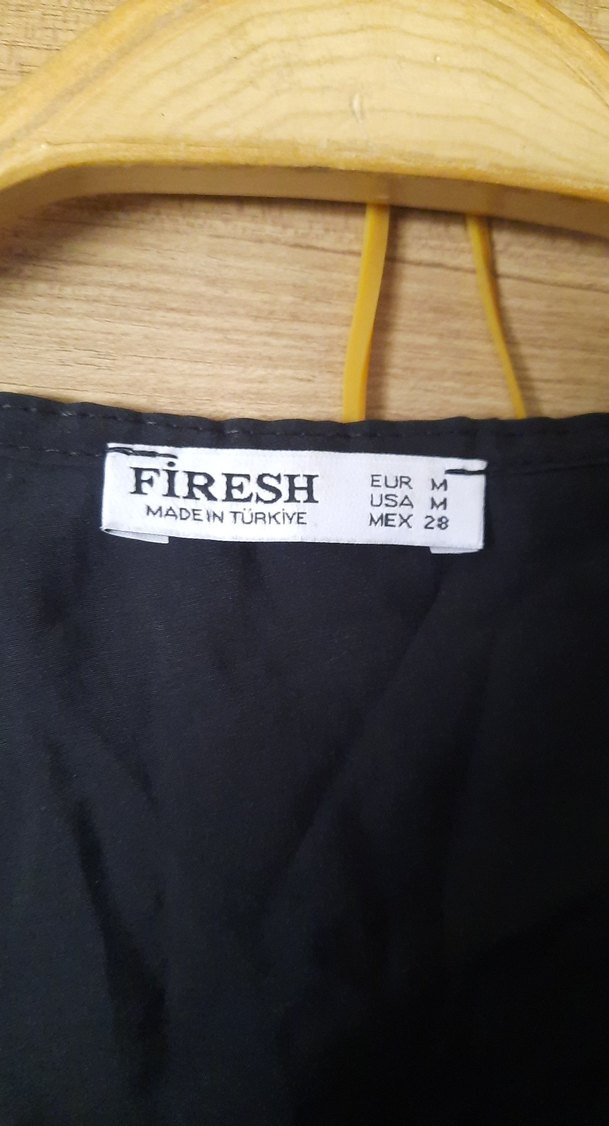 FİRESH
MADE IN TÜRKİYE
EUR M
USA M
MEX 28